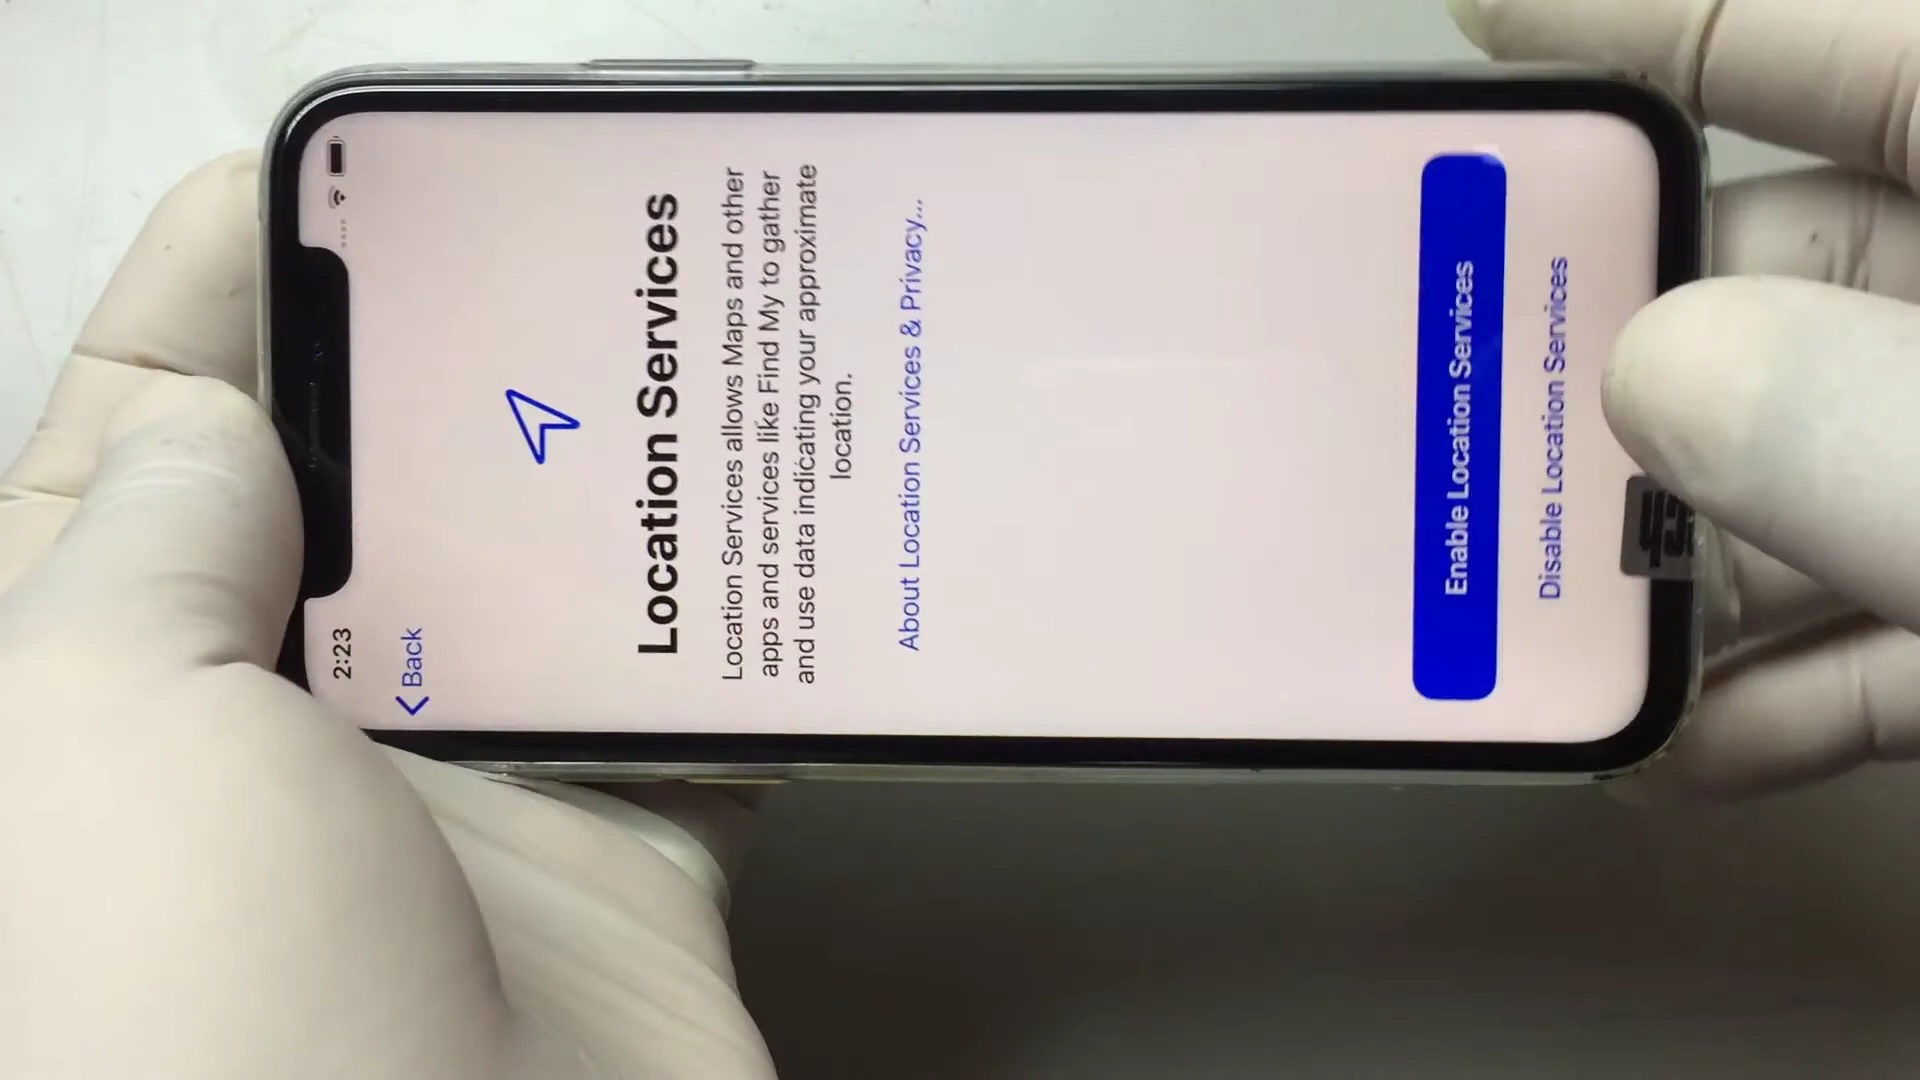 2:23
Back
Location Services
Location Services allows Maps and other
apps and services like Find My to gather
and use data indicating your approximate
location.
About Location Services & Privacy...
Enable Location Services
Disable Location Services